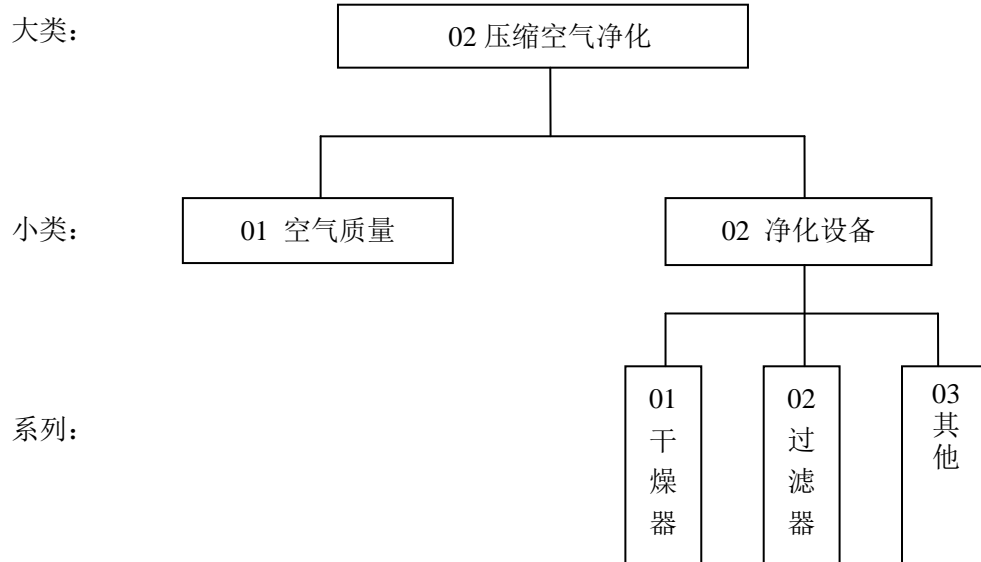 大类：
02 压缩空气净化
小类：
01 空气质量
02 净化设备
系列：
01
干
燥
器
02
过
滤
器
03
其
他